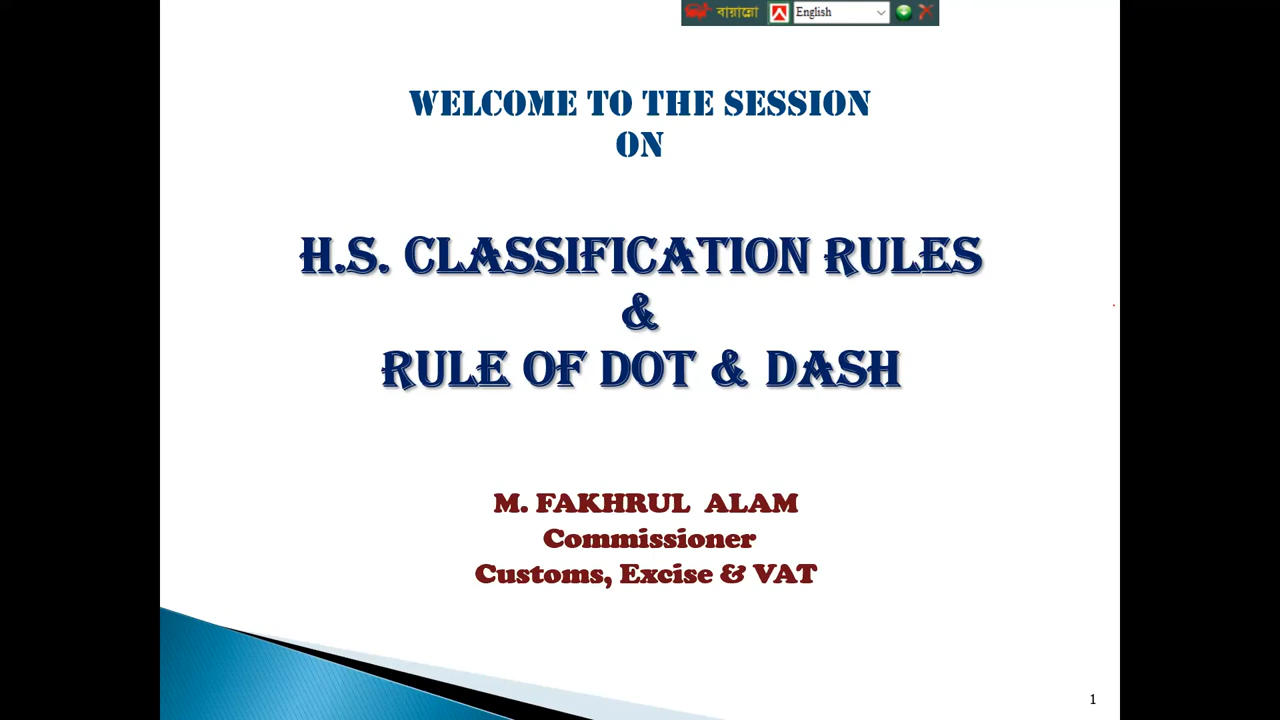 বায়ান্নো English
WELCOME TO THE SESSION
ON
H.S. CLASSIFICATION RULES
&
RULE OF DOT & DASH
M. FAKHRUL ALAM
Commissioner
Customs, Excise & VAT
1